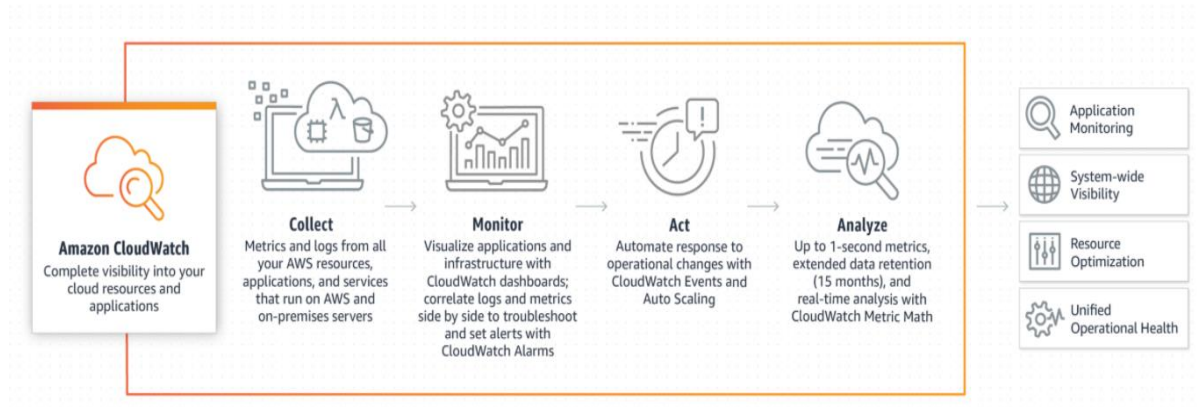 Amazon CloudWatch
Complete visibility into your
cloud resources and
applications
Collect
Metrics and logs from all
your AWS resources,
applications, and services
that run on AWS and
on-premises servers
Monitor
Visualize applications and
infrastructure with
CloudWatch dashboards;
correlate logs and metrics
side by side to troubleshoot
and set alerts with
CloudWatch Alarms
Act
Automate response to
operational changes with
CloudWatch Events and
Auto Scaling
Analyze
Up to 1-second metrics,
extended data retention
(15 months), and
real-time analysis with
CloudWatch Metric Math
Application
Monitoring
System-wide
Visibility
Resource
Optimization
Unified
Operational Health